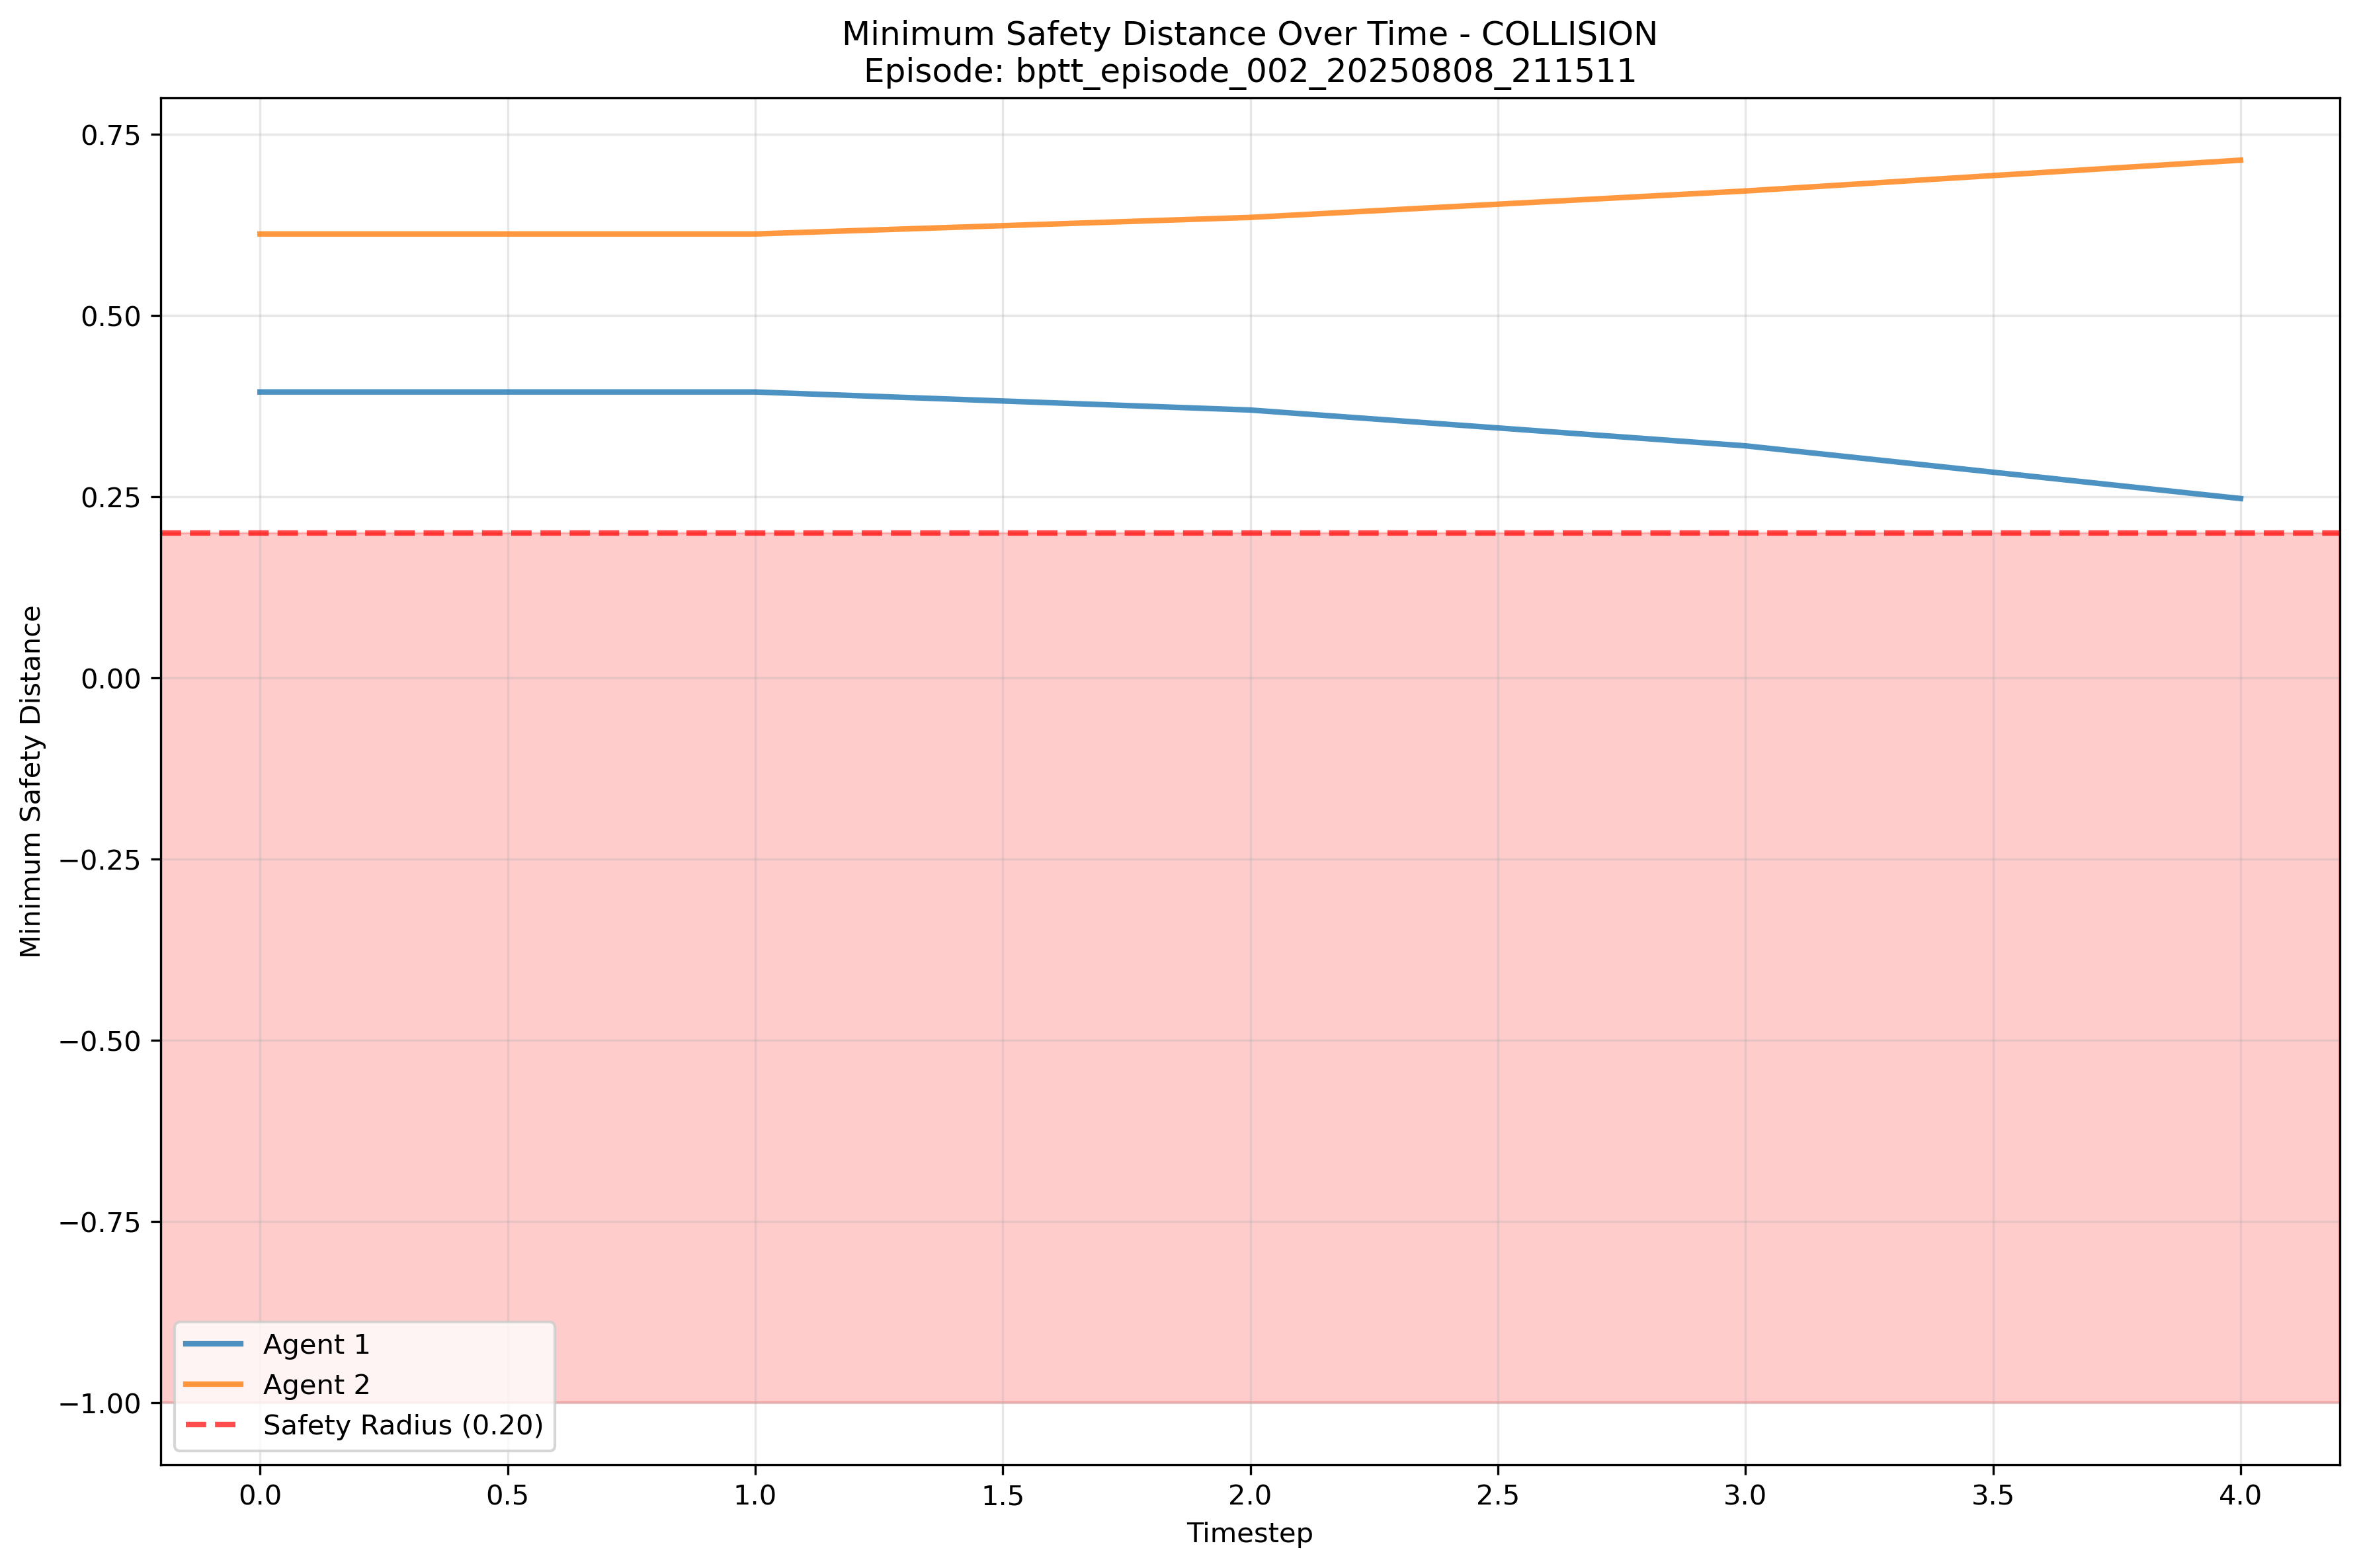 Minimum Safety Distance Over Time - COLLISION
Episode: bptt_episode_002_20250808_211511
Minimum Safety Distance
0.75
0.50
0.25
0.00
−0.25
−0.50
−0.75
−1.00
Agent 1
Agent 2
Safety Radius (0.20)
0.0 0.5 1.0 1.5 2.0 2.5 3.0 3.5 4.0
Timestep